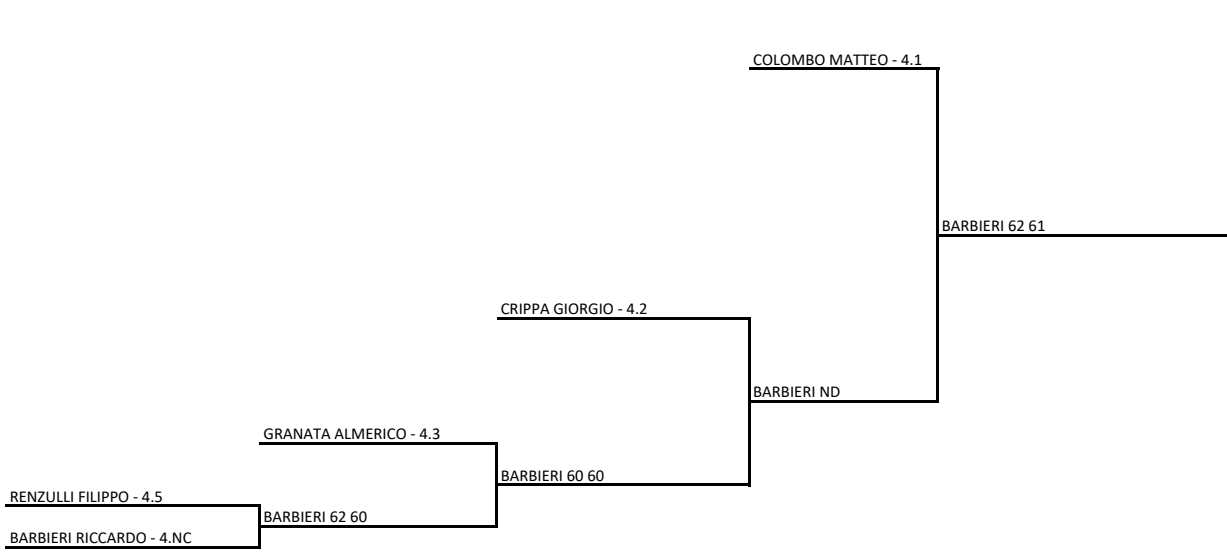 COLOMBO MATTEO - 4.1
BARBIERI 62 61
CRIPPA GIORGIO - 4.2
BARBIERI ND
GRANATA ALMERICO - 4.3
BARBIERI 60 60
RENZULLI FILIPPO - 4.5
BARBIERI 62 60
BARBIERI RICCARDO - 4.NC